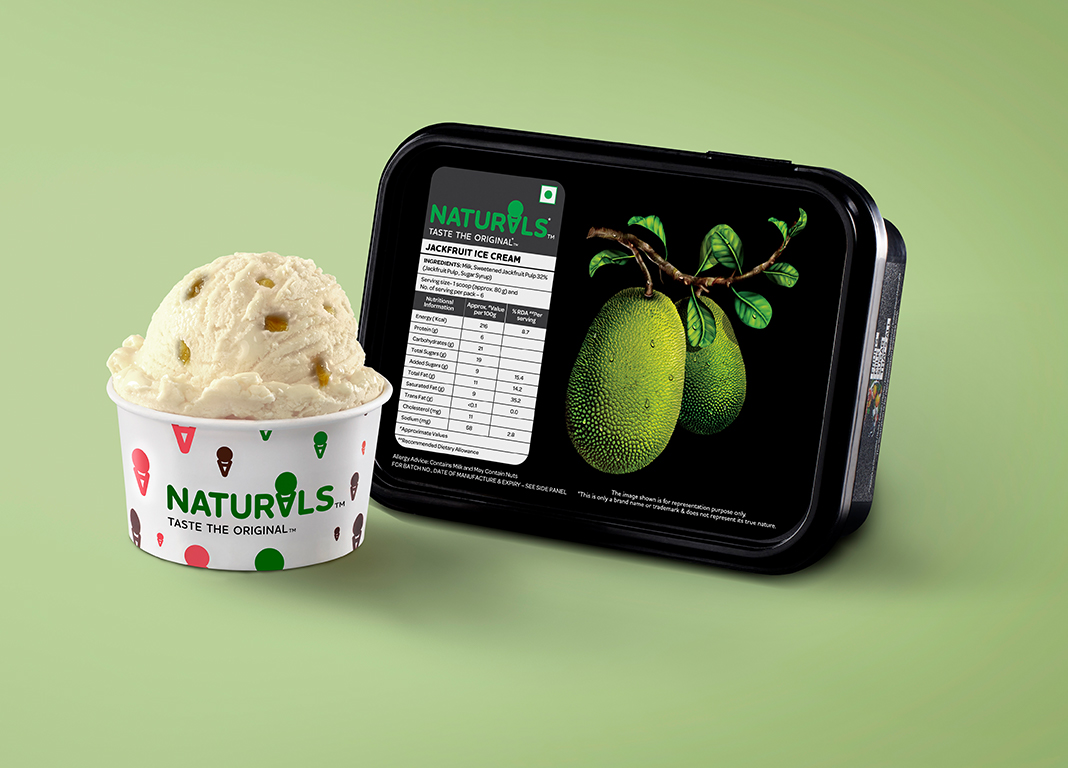 NATURALS™
TASTE THE ORIGINAL™
NATURALS™
TASTE THE ORIGINAL™
JACKFRUIT ICE CREAM
INGREDIENTS: Milk, Sweetened Jackfruit Pulp 32%
(Jackfruit Pulp, Sugar Syrup)
Serving size- 1 scoop (approx. 80 g) and
No. of serving per pack - 6
Nutritional Information | Approx. *Value per 100g | % RDA **Per serving
Energy (Kcal) 216 8.7
Protein (g) 6
Carbohydrates (g) 21
Total Sugars (g) 19
Added Sugars (g) 9 15.4
Total Fat (g) 11 14.2
Saturated Fat (g) 9 35.2
Trans Fat (g) <0.1 0.0
Cholesterol (mg) 11
Sodium (mg) 68 2.8
*Approximate Values
**Recommended Dietary Allowance
Allergy Advice: Contains Milk and May Contain Nuts
FOR BATCH NO., DATE OF MANUFACTURE & EXPIRY - SEE SIDE PANEL
The image shown is for representation purpose only.
*This is only a brand name or trademark & does not represent its true nature.